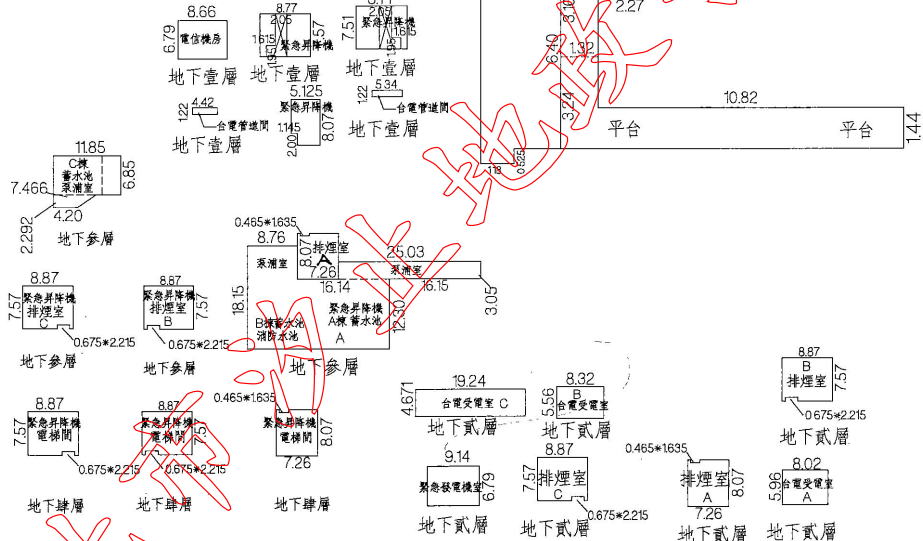 8.66
6.79
電信機房
地下壹層
8.77
2.05
1.615
1.95
7.57
緊急昇降機
地下壹層
2.05
7.51
緊急昇降機
1.615
1.95
地下壹層
3.10
2.27
6.40
1.32
3.24
10.82
平台
平台
1.44
1.13
0.525
4.42
1.22
台電管道間
地下壹層
5.125
緊急昇降機
1.145
2.00
8.07
5.34
1.22
台電管道間
地下壹層
11.85
C棟
蓄水池
泵浦室
6.85
7.466
4.20
2.292
地下參層
0.465*1.635
8.76
排煙室
A
8.07
7.26
25.03
泵浦室
泵浦室
16.14
16.15
3.05
18.15
緊急昇降機
A棟蓄水池
A
12.30
B棟蓄水池
消防水池
地下參層
8.87
緊急昇降機
排煙室
C
7.57
0.675*2.215
地下參層
8.87
緊急昇降機
排煙室
B
7.57
0.675*2.215
地下參層
8.87
緊急昇降機
電梯間
7.57
0.675*2.215
地下肆層
8.87
緊急昇降機
電梯間
0.675*2.215
地下肆層
0.465*1.635
緊急昇降機
電梯間
8.07
7.26
地下肆層
19.24
4.671
台電受電室 C
地下貳層
8.32
B
5.56
台電受電室
地下貳層
8.87
B
排煙室
7.57
0.675*2.215
地下貳層
9.14
緊急發電機室
6.79
地下貳層
8.87
排煙室
C
7.57
0.675*2.215
地下貳層
0.465*1.635
排煙室
A
8.07
7.26
地下貳層
8.02
台電受電室
A
5.96
地下貳層